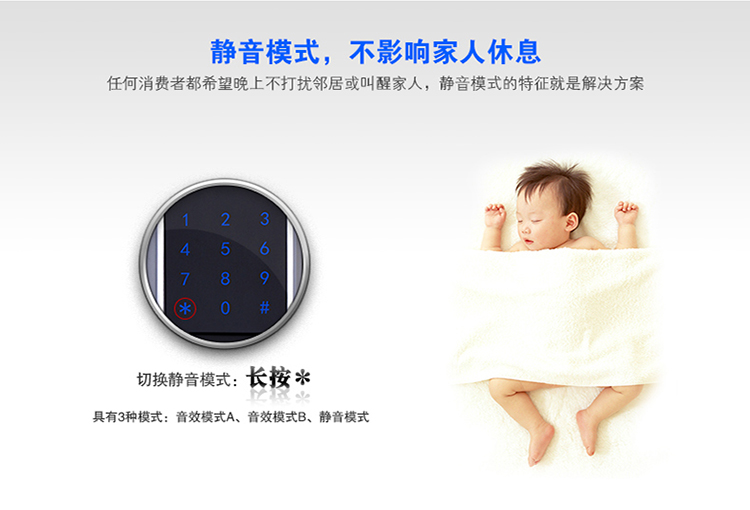 静音模式，不影响家人休息
任何消费者都希望晚上不打扰邻居或叫醒家人，静音模式的特征就是解决方案
1 2 3
4 5 6
7 8 9
* 0 #
切换静音模式：长按*
具有3种模式：音效模式A、音效模式B、静音模式